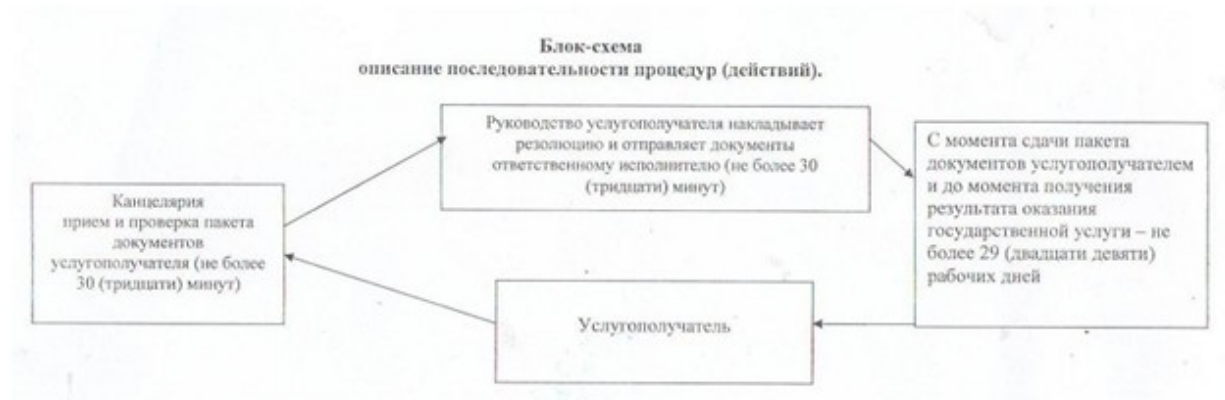 Блок-схема
описание последовательности процедур (действий).
Руководство услугополучателя накладывает
резолюцию и отправляет документы
ответственному исполнителю (не более 30
(тридцати) минут)
С момента сдачи пакета
документов услугополучателем
и до момента получения
результата оказания
государственной услуги – не
более 29 (двадцати девяти)
рабочих дней
Канцелярия
прием и проверка пакета
документов
услугополучателя (не более
30 (тридцати) минут)
Услугополучатель